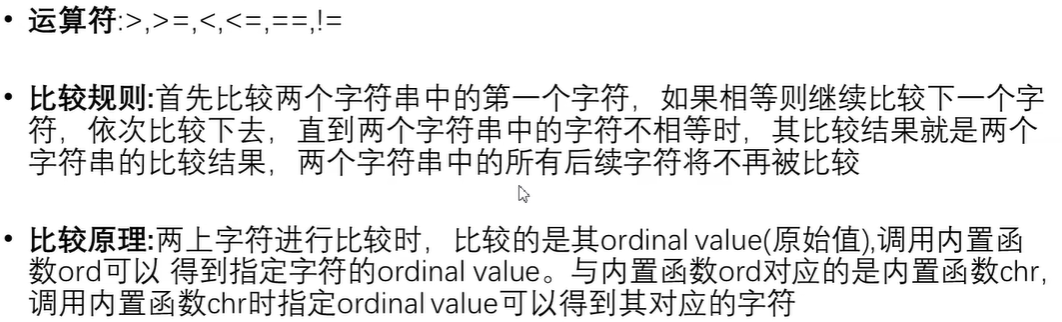 • 运算符:>,>=,<,<=,==,!=
• 比较规则:首先比较两个字符串中的第一个字符，如果相等则继续比较下一个字
符，依次比较下去，直到两个字符串中的字符不相等时，其比较结果就是两个
字符串的比较结果，两个字符串中的所有后续字符将不再被比较
• 比较原理:两上字符进行比较时，比较的是其ordinal value(原始值),调用内置函
数ord可以 得到指定字符的ordinal value。与内置函数ord对应的是内置函数chr,
调用内置函数chr时指定ordinal value可以得到其对应的字符